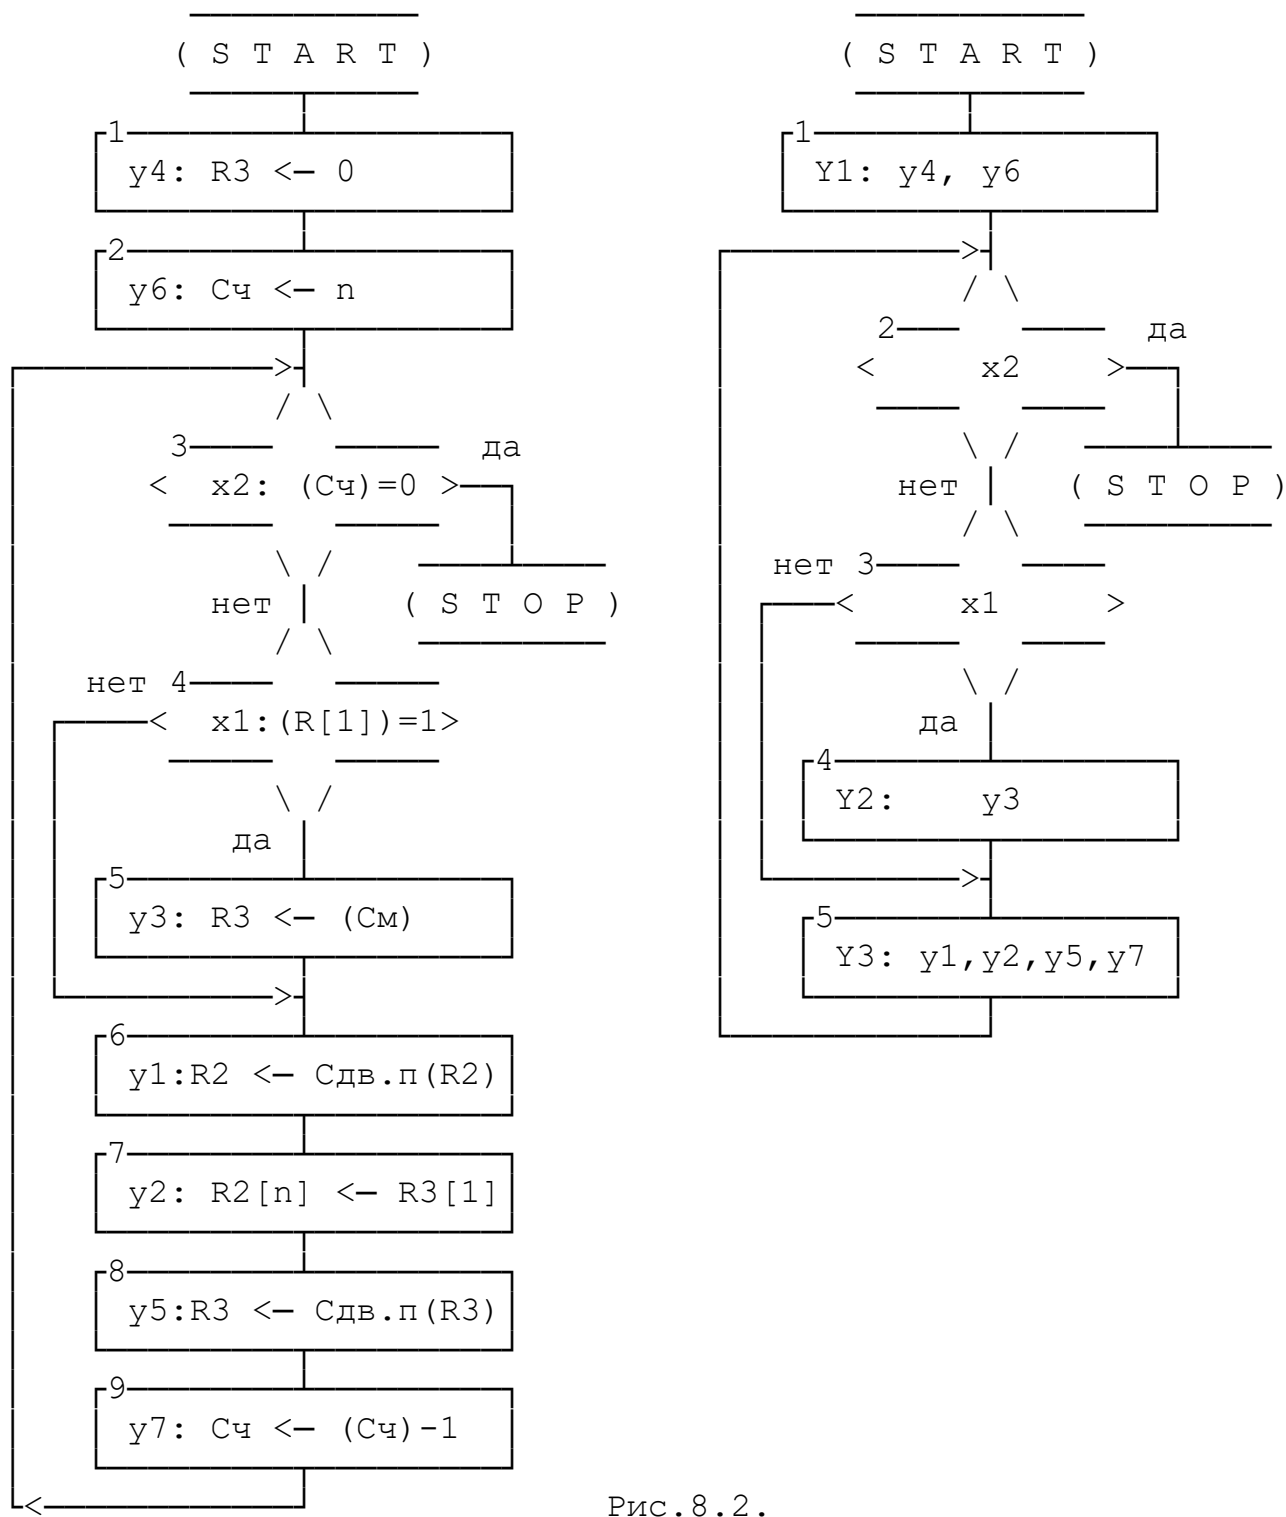 ( S T A R T )
1
y4: R3 <— 0
2
y6: Сч <— n
>
3
да
< x2: (Сч)=0 >
нет
( S T O P )
нет 4
< x1:(R[1])=1>
да
5
y3: R3 <— (См)
>
6
y1:R2 <— Сдв.п(R2)
7
y2: R2[n] <— R3[1]
8
y5:R3 <— Сдв.п(R3)
9
y7: Сч <— (Сч)-1
<
( S T A R T )
1
Y1: y4, y6
>
2
да
< x2 >
нет
( S T O P )
нет 3
< x1 >
да
4
Y2: y3
>
5
Y3: y1,y2,y5,y7
Рис.8.2.